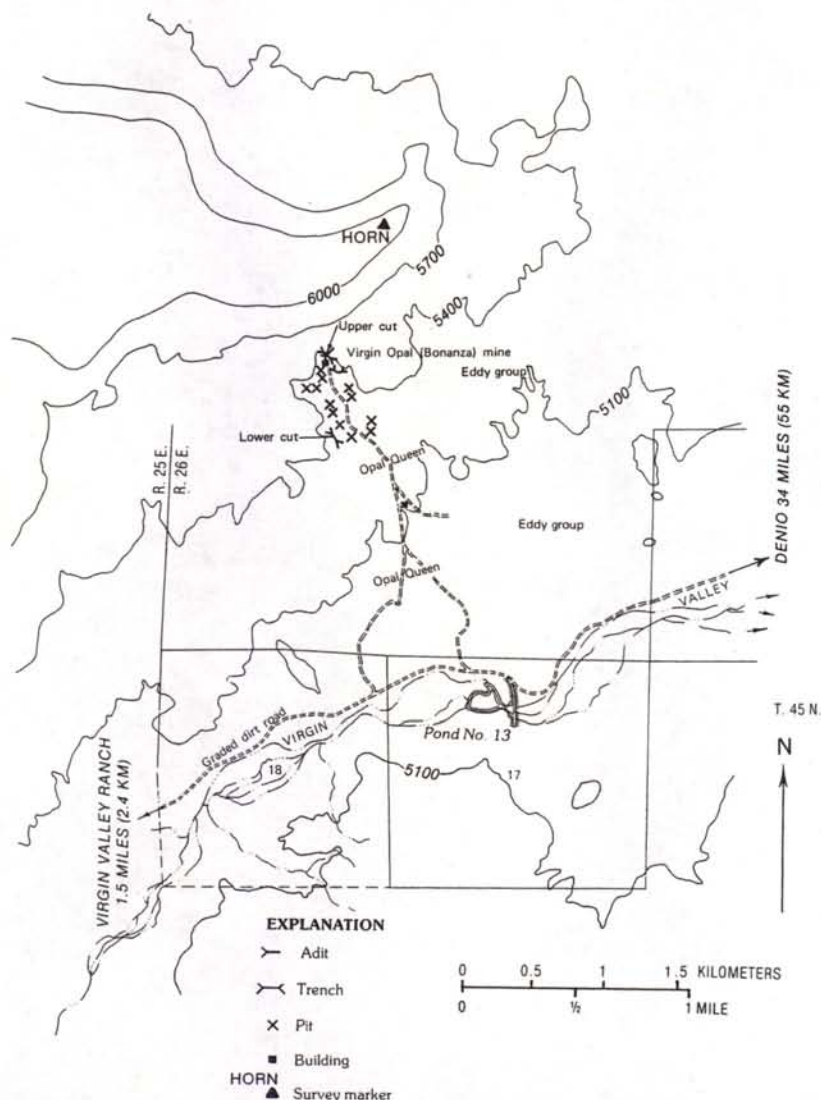 HORN
6000
5700
5400
Upper cut
Virgin Opal (Bonanza) mine
Eddy group
5100
Lower cut
Opal Queen
R. 25 E.
R. 26 E.
Eddy group
DENIO 34 MILES (55 KM)
Opal Queen
VALLEY
T. 45 N.
Graded dirt road
VIRGIN
Pond No. 13
18
5100
17
N
VIRGIN VALLEY RANCH
1.5 MILES (2.4 KM)
EXPLANATION
Adit
Trench
Pit
Building
HORN
Survey marker
0 0.5 1 1.5 KILOMETERS
0 ½ 1 MILE